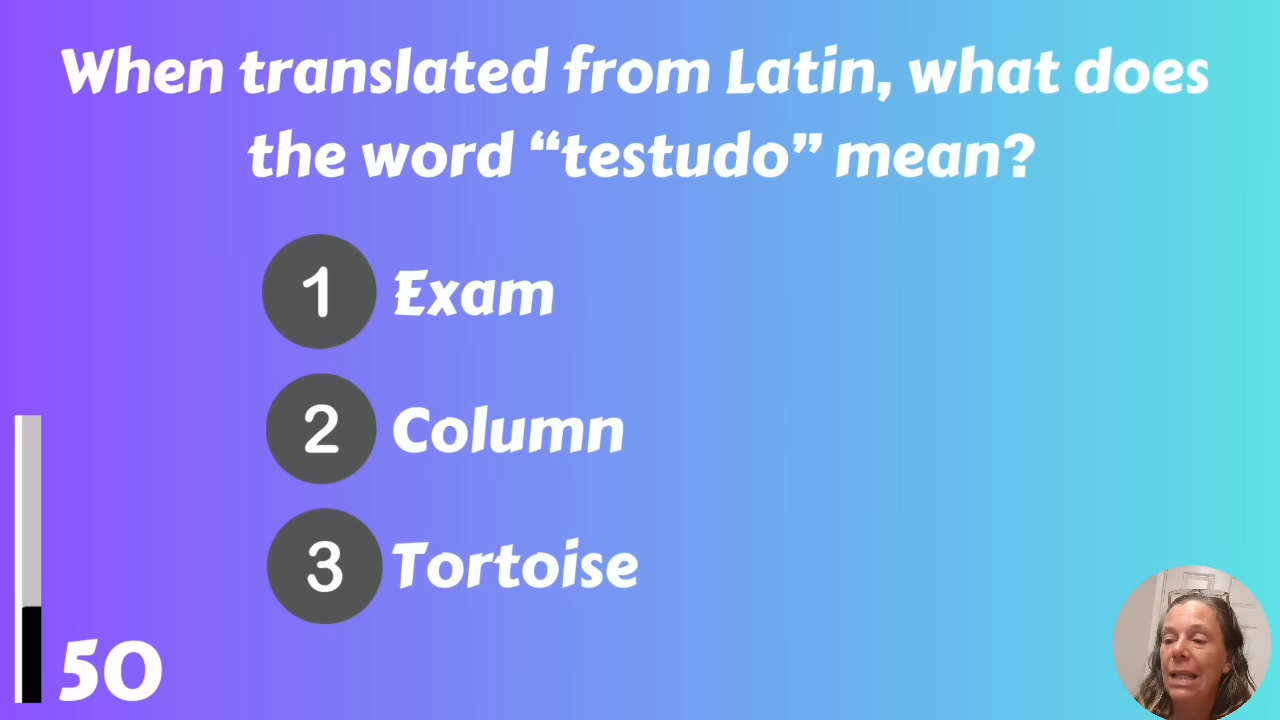 When translated from Latin, what does
the word “testudo” mean?
1 Exam
2 Column
3 Tortoise
50